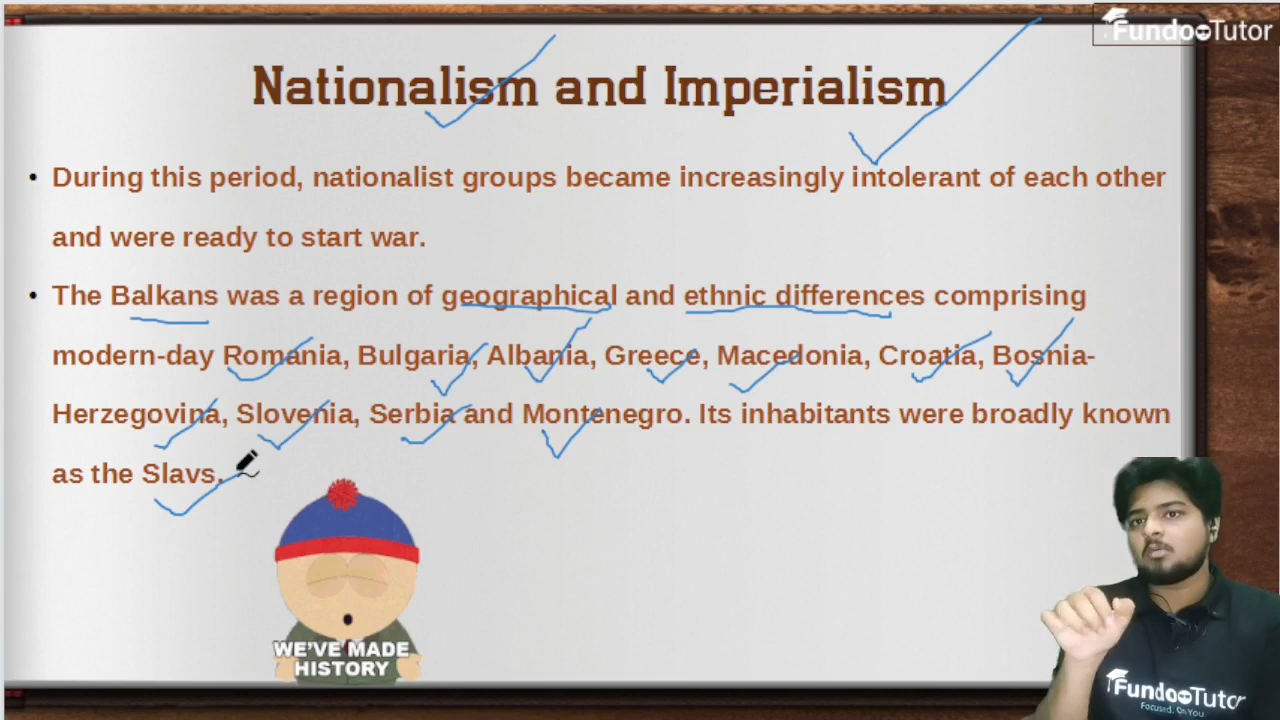 FundooTutor
Nationalism and Imperialism
• During this period, nationalist groups became increasingly intolerant of each other
and were ready to start war.
• The Balkans was a region of geographical and ethnic differences comprising
modern-day Romania, Bulgaria, Albania, Greece, Macedonia, Croatia, Bosnia-
Herzegovina, Slovenia, Serbia and Montenegro. Its inhabitants were broadly known
as the Slavs.
WE'VE MADE
HISTORY
FundooTutor
Focused. On You.